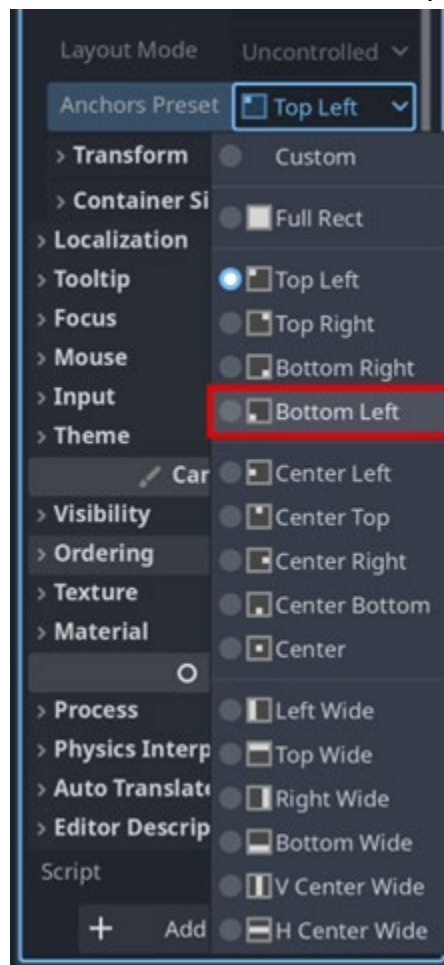 Layout Mode Uncontrolled
Anchors Preset Top Left
Transform Custom
Container Si
Full Rect
Localization
Tooltip Top Left
Focus Top Right
Mouse Bottom Right
Input Bottom Left
Theme
Car Center Left
Visibility Center Top
Ordering Center Right
Texture Center Bottom
Material Center
Process Left Wide
Physics Interp Top Wide
Auto Translate Right Wide
Editor Descrip Bottom Wide
Script V Center Wide
+ Add H Center Wide